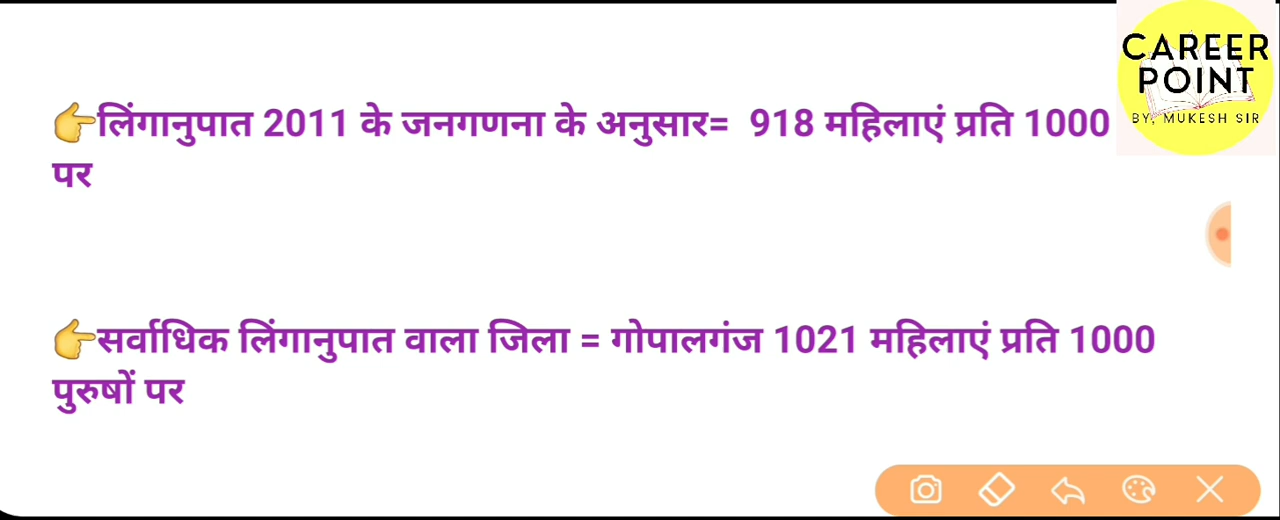 CAREER
POINT
BY, MUKESH SIR
👉लिंगानुपात 2011 के जनगणना के अनुसार= 918 महिलाएं प्रति 1000
पर
👉सर्वाधिक लिंगानुपात वाला जिला = गोपालगंज 1021 महिलाएं प्रति 1000
पुरुषों पर